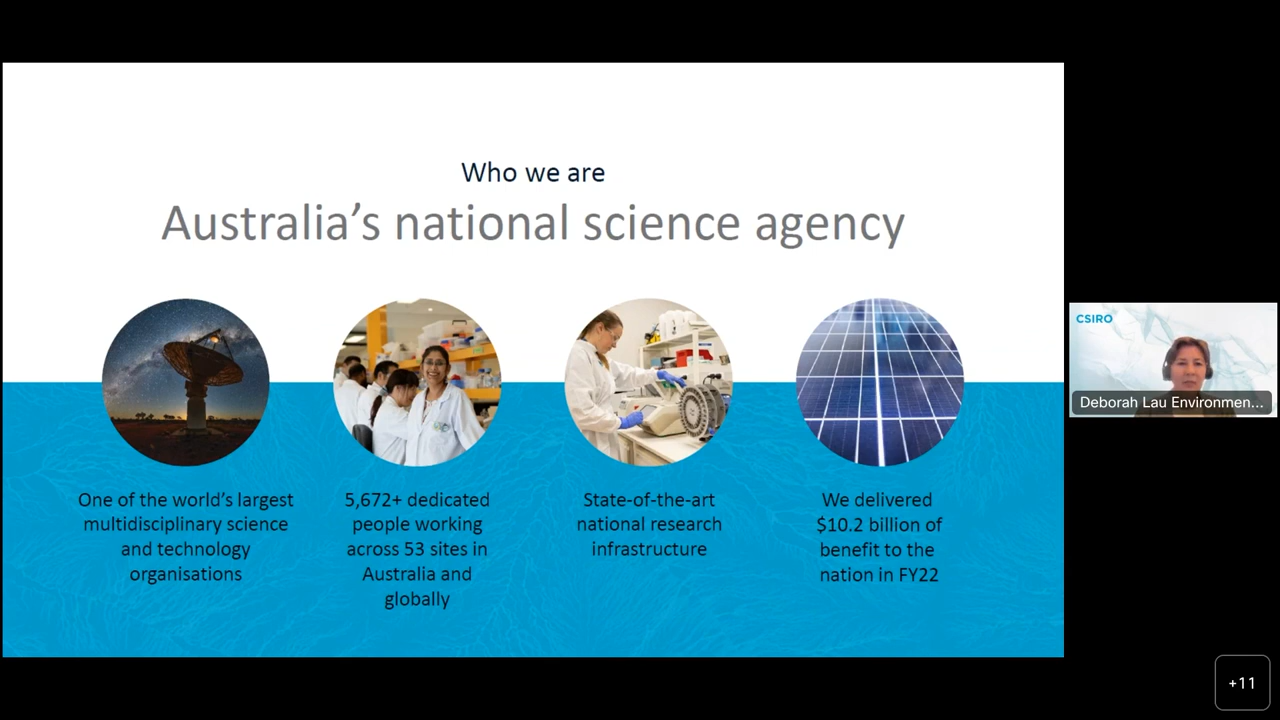 Who we are
Australia's national science agency
One of the world's largest
multidisciplinary science
and technology
organisations
5,672+ dedicated
people working
across 53 sites in
Australia and
globally
State-of-the-art
national research
infrastructure
We delivered
$10.2 billion of
benefit to the
nation in FY22
CSIRO
Deborah Lau Environmen...
+11